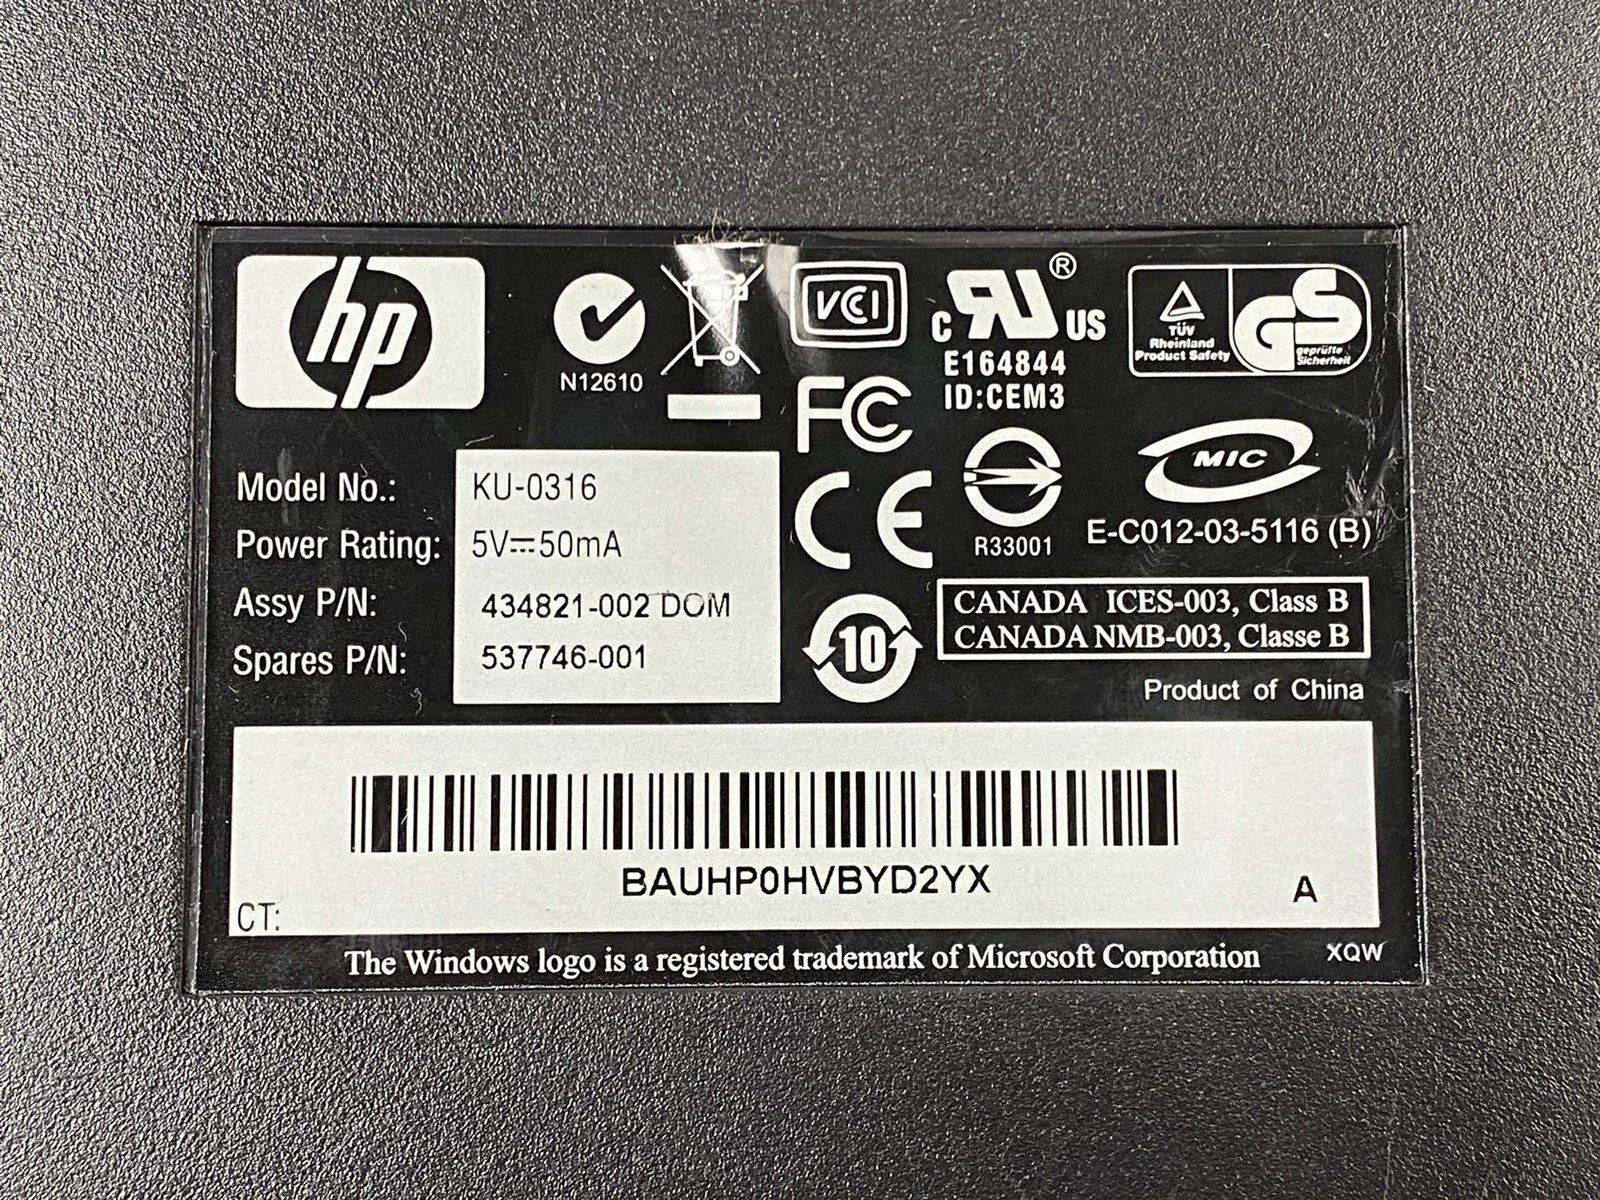 hp
N12610
VCI
C RU® US
E164844
ID:CEM3
TÜV
Rheinland
Product Safety
GS
geprüfte
Sicherheit
FC
CE
R33001
MIC
E-C012-03-5116 (B)
Model No.: KU-0316
Power Rating: 5V⎓50mA
Assy P/N: 434821-002 DOM
Spares P/N: 537746-001
10
CANADA ICES-003, Class B
CANADA NMB-003, Classe B
Product of China
BAUHP0HVBYD2YX
A
CT:
The Windows logo is a registered trademark of Microsoft Corporation
XQW